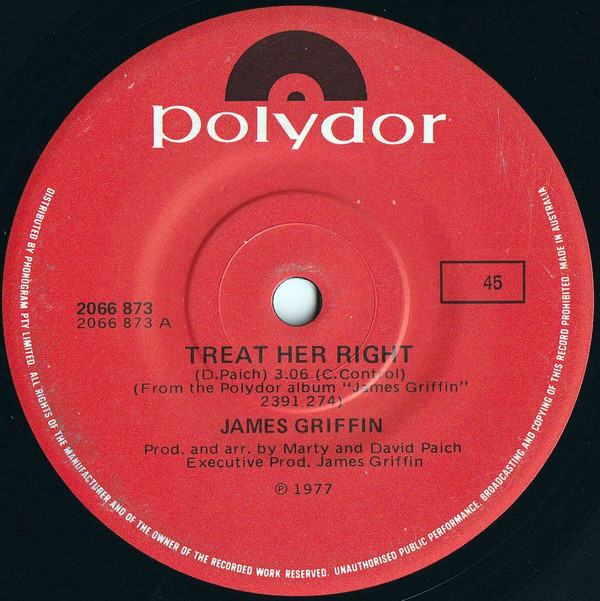 polydor
45
2066 873
2066 873 A
TREAT HER RIGHT
(D.Paich) 3.06 (C.Control)
(From the Polydor album "James Griffin"
2391 274)
JAMES GRIFFIN
Prod. and arr. by Marty and David Paich
Executive Prod. James Griffin
℗ 1977
DISTRIBUTED BY PHONOGRAM PTY LIMITED. ALL RIGHTS OF THE MANUFACTURER AND OF THE OWNER OF THE RECORDED WORK RESERVED. UNAUTHORISED PUBLIC PERFORMANCE, BROADCASTING AND COPYING OF THIS RECORD PROHIBITED. MADE IN AUSTRALIA